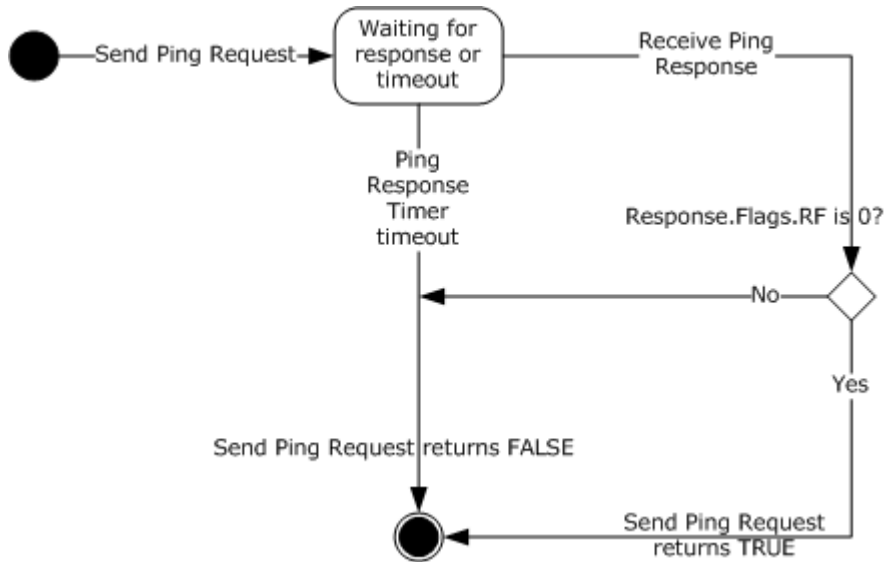 Send Ping Request
Waiting for
response or
timeout
Receive Ping
Response
Ping
Response
Timer
timeout
Response.Flags.RF is 0?
No
Yes
Send Ping Request returns FALSE
Send Ping Request
returns TRUE